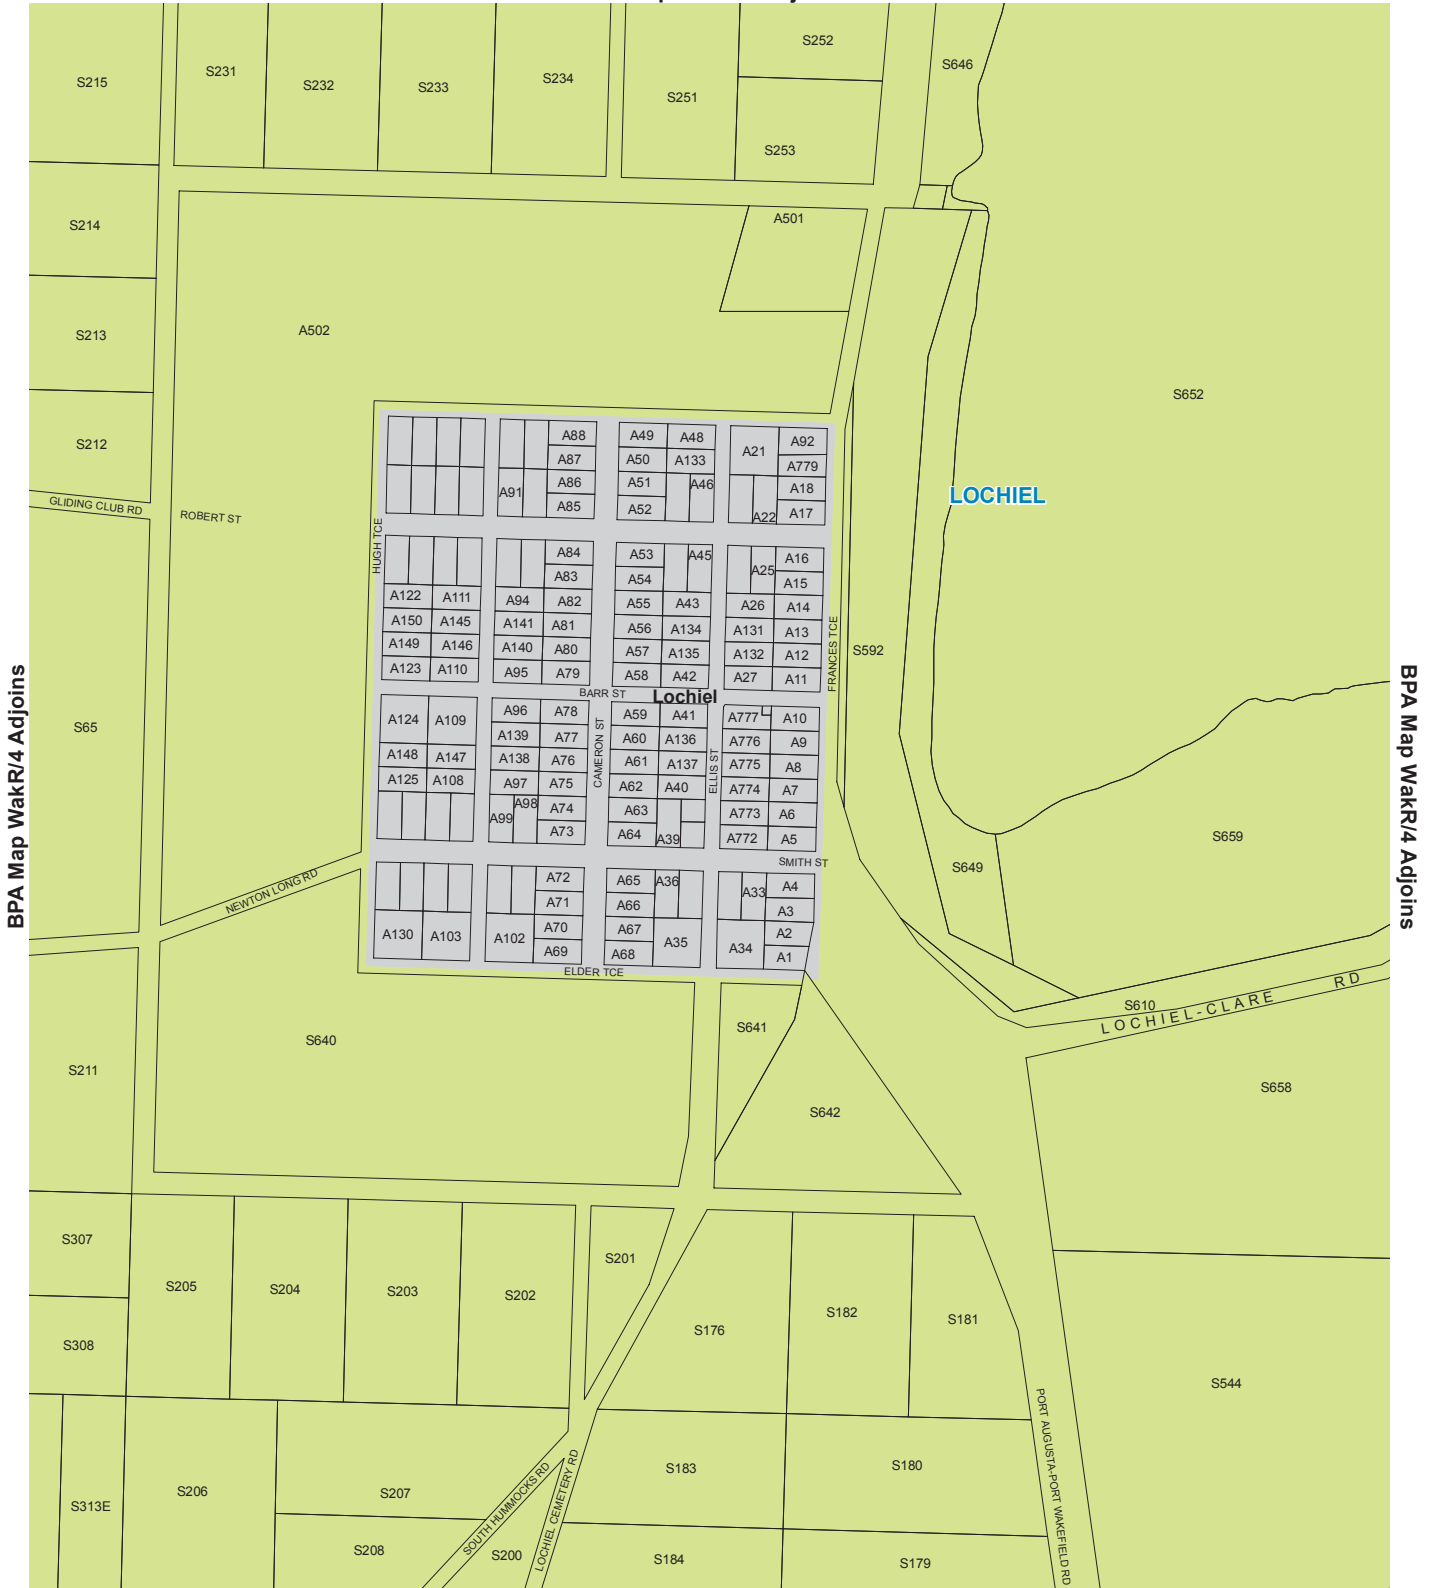 S252
S646
S231
S234
S215
S232
S233
S251
S253
A501
S214
A502
S213
S652
S212
A88
A49
A48
A92
A21
A87
A50
A133
A779
A86
A51
A46
A18
A91
A85
A52
A22
A17
LOCHIEL
GLIDING CLUB RD
ROBERT ST
HUGH TCE
A84
A53
A45
A16
A83
A54
A25
A15
A122
A111
A94
A82
A55
A43
A26
A14
A150
A145
A141
A81
A56
A134
A131
A13
A149
A146
A140
A80
A57
A135
A132
A12
A123
A110
A95
A79
A58
A42
A27
A11
FRANCES TCE
S592
BARR ST
Lochiel
BPA Map WakR/4 Adjoins
BPA Map WakR/4 Adjoins
S65
A124
A109
A96
A78
A59
A41
A777
A10
A139
A77
A60
A136
A776
A9
A148
A147
A138
A76
A61
A137
A775
A8
A125
A108
A97
A75
A62
A40
A774
A7
CAMERON ST
ELLIS ST
A99
A98
A74
A63
A773
A6
A73
A64
A39
A772
A5
SMITH ST
S659
S649
NEWTON LONG RD
A72
A65
A36
A33
A4
A71
A66
A3
A130
A103
A102
A70
A67
A35
A34
A2
A69
A68
A1
ELDER TCE
S610
LOCHIEL-CLARE RD
S641
S640
S211
S658
S642
S307
S201
S205
S204
S203
S202
S182
S181
S176
S308
S544
PORT AUGUSTA-PORT WAKEFIELD RD
S183
S180
S206
S207
S313E
SOUTH HUMMOCKS RD
LOCHIEL CEMETERY RD
S208
S200
S184
S179